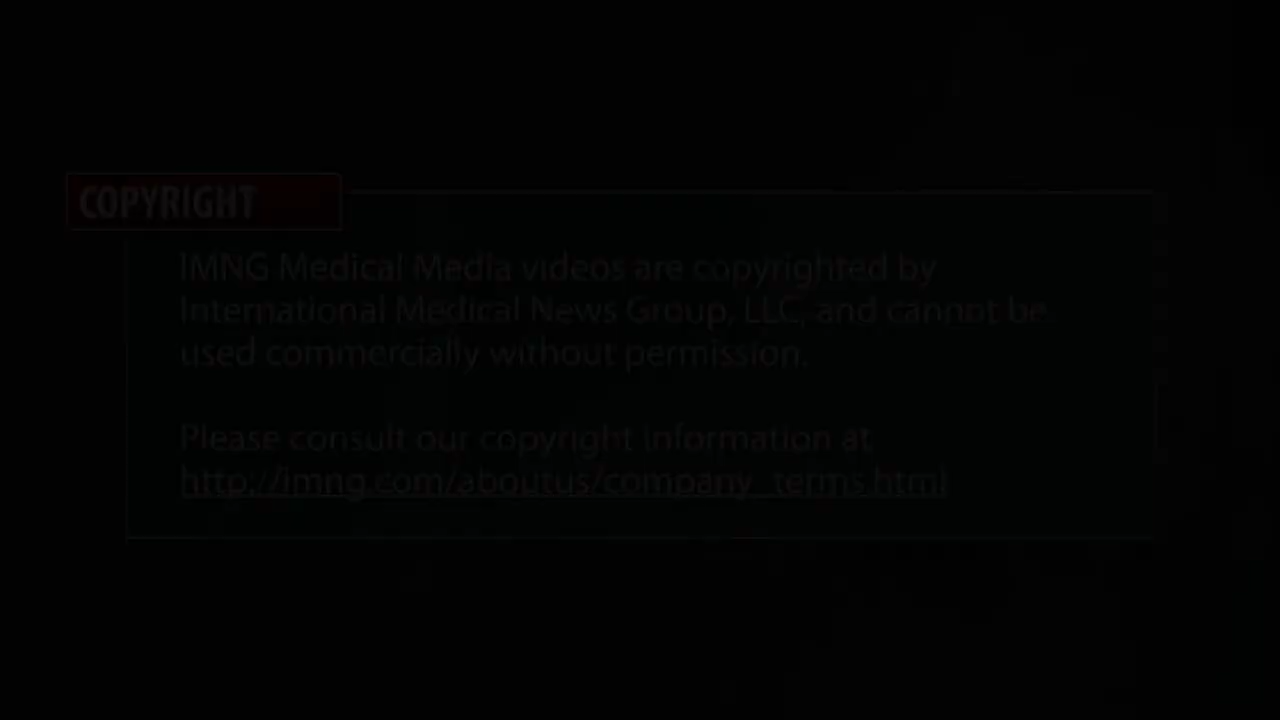 COPYRIGHT
IMNG Medical Media videos are copyrighted by
International Medical News Group, LLC, and cannot be
used commercially without permission.
Please consult our copyright information at
http://imng.com/aboutus/company_terms.html